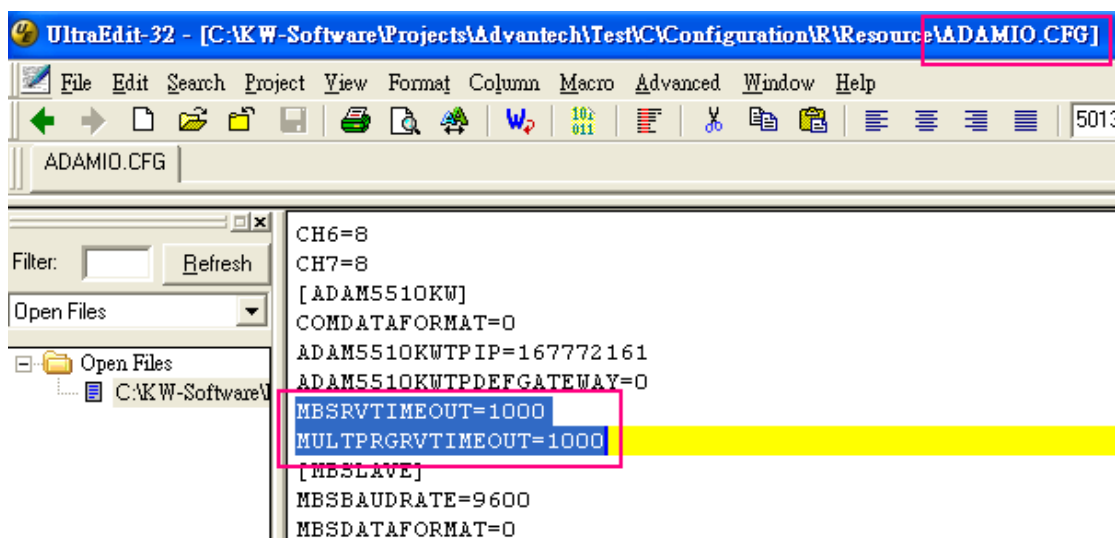 UltraEdit-32 - [C:\KW-Software\Projects\Advantech\Test\C\Configuration\R\Resource\ADAMIO.CFG]
File Edit Search Project View Format Column Macro Advanced Window Help
5013
ADAMIO.CFG
Filter: Refresh
Open Files
Open Files
C:\KW-Software\
CH6=8
CH7=8
[ADAM5510KW]
COMDATAFORMAT=0
ADAM5510KWTPIP=167772161
ADAM5510KWTPDEFGATEWAY=0
MBSRVTIMEOUT=1000
MULTPRGRVTIMEOUT=1000
[MBSLAVE]
MBSBAUDRATE=9600
MBSDATAFORMAT=0